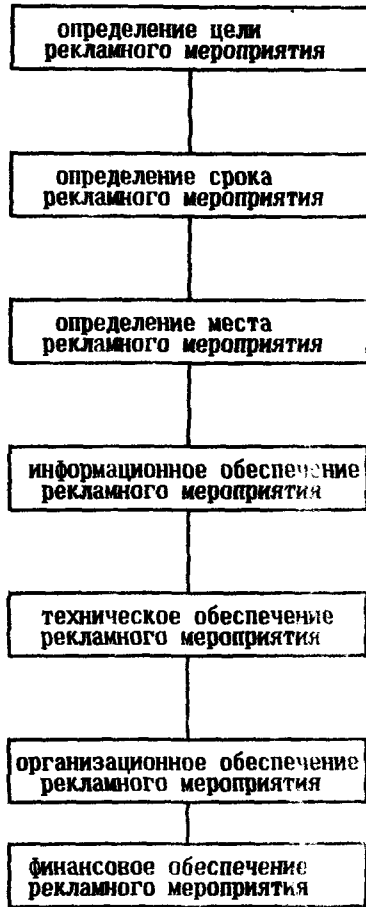 определение цели
рекламного мероприятия
определение срока
рекламного мероприятия
определение места
рекламного мероприятия
информационное обеспечение
рекламного мероприятия
техническое обеспечение
рекламного мероприятия
организационное обеспечение
рекламного мероприятия
финансовое обеспечение
рекламного мероприятия